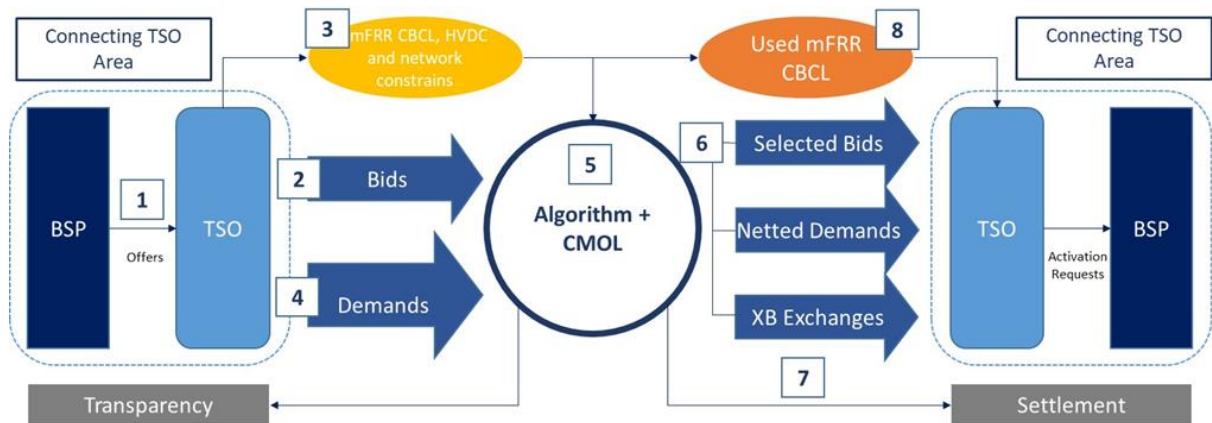 Connecting TSO
Area
3
mFRR CBCL, HVDC
and network
constrains
Used mFRR
CBCL
8
Connecting TSO
Area
BSP
1
Offers
TSO
2
Bids
4
Demands
5
Algorithm +
CMOL
6
Selected Bids
Netted Demands
XB Exchanges
7
TSO
Activation
Requests
BSP
Transparency
Settlement